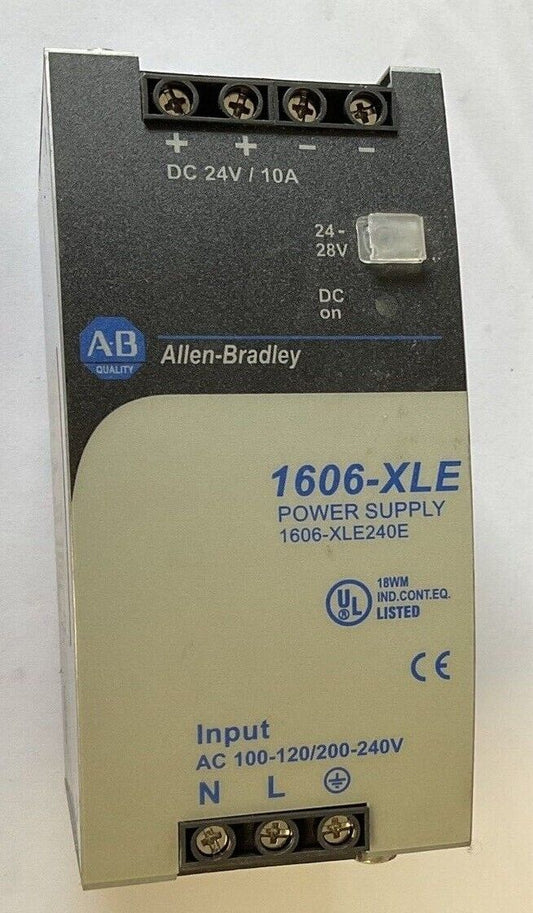 + + - -
DC 24V / 10A
24 -
28V
DC
on
AB
QUALITY
Allen-Bradley
1606-XLE
POWER SUPPLY
1606-XLE240E
UL
®
18WM
IND.CONT.EQ.
LISTED
CE
Input
AC 100-120/200-240V
N L